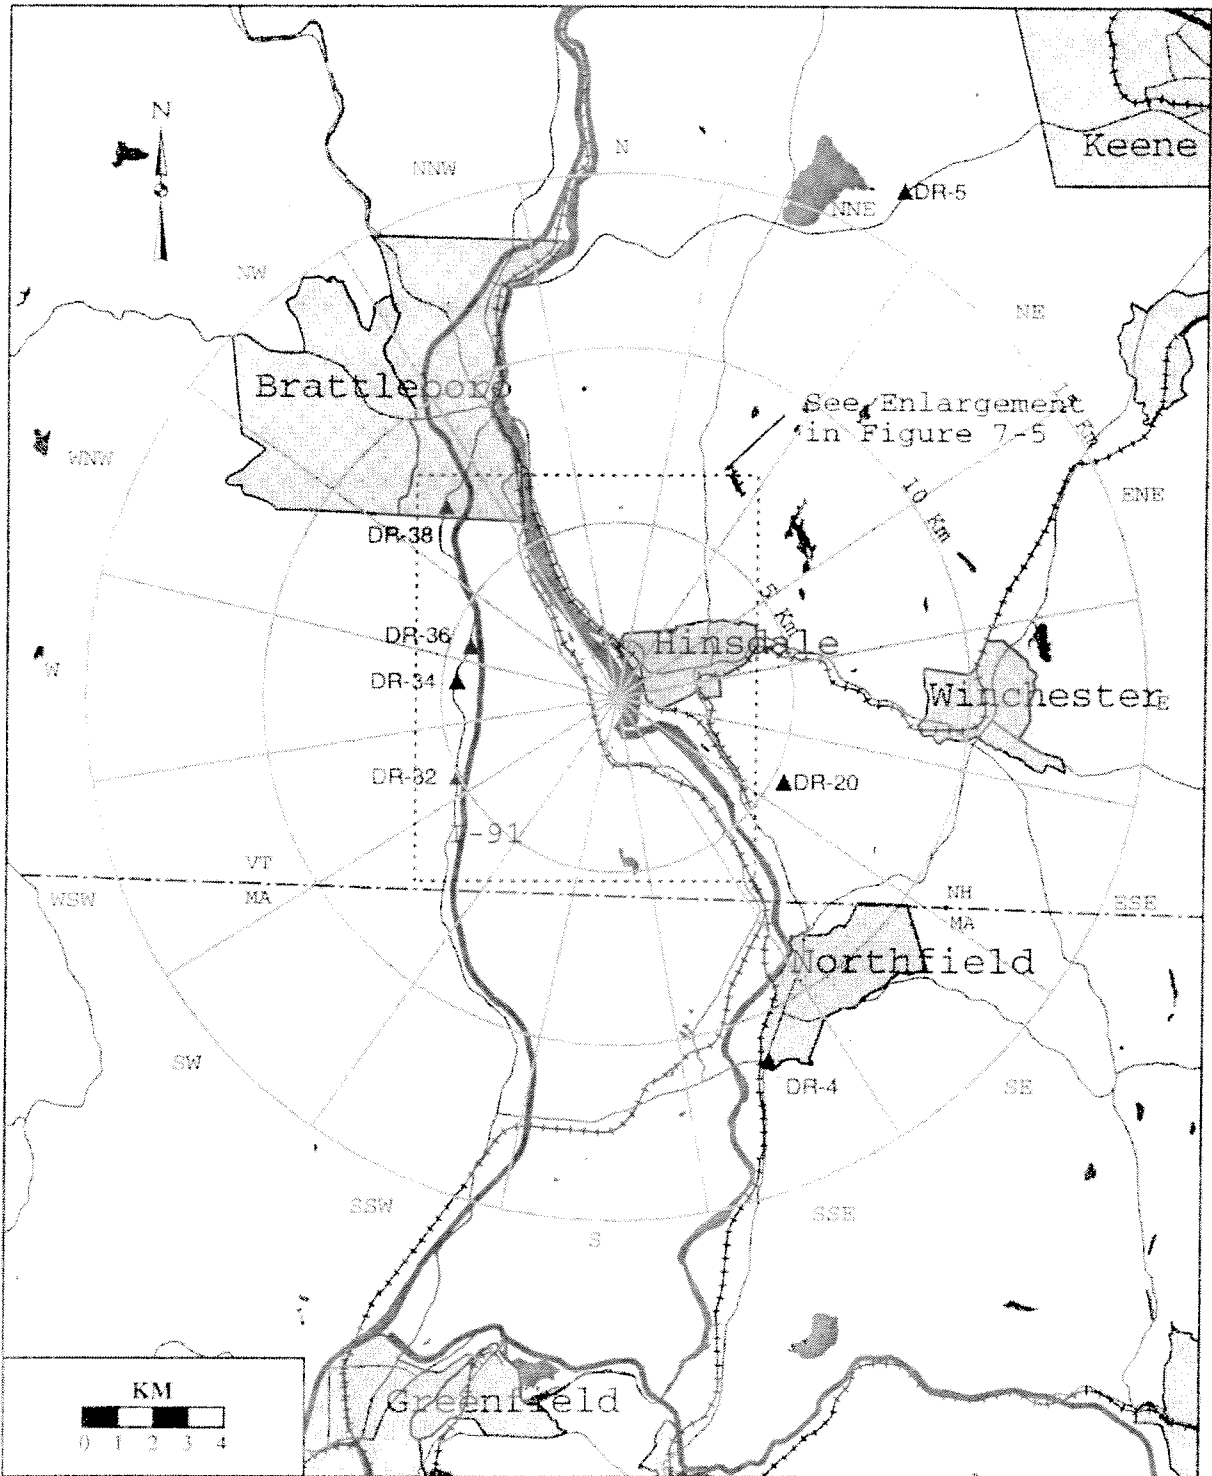 N
NNW
N
Keene
NNE
DR-5
NW
NE
Brattleboro
See Enlargement
in Figure 7-5
WNW
10 Km
ENE
DR-38
5 Km
DR-36
Hinsdale
W
DR-34
Winchester
E
DR-32
DR-20
I-91
VT
MA
WSW
NH
MA
ESE
Northfield
SW
DR-4
SE
SSW
SSE
S
KM
0 1 2 3 4
Greenfield